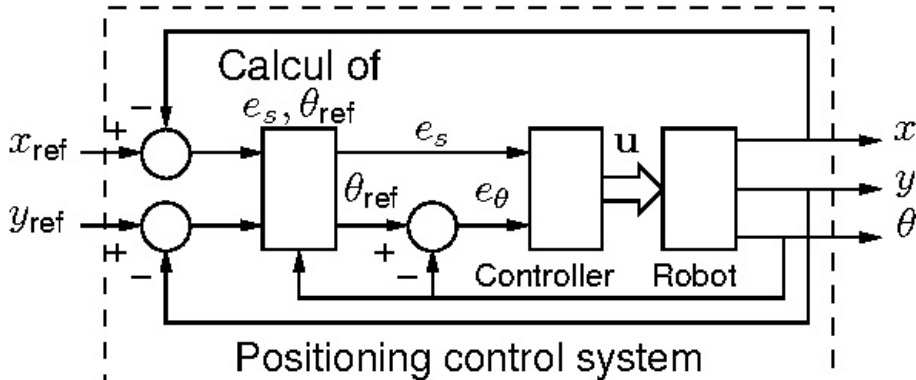 Calcul of
e_s, θ_ref
−
+
x_ref
e_s
u
x
y_ref
θ_ref
e_θ
y
+
−
+
−
θ
Controller
Robot
Positioning control system